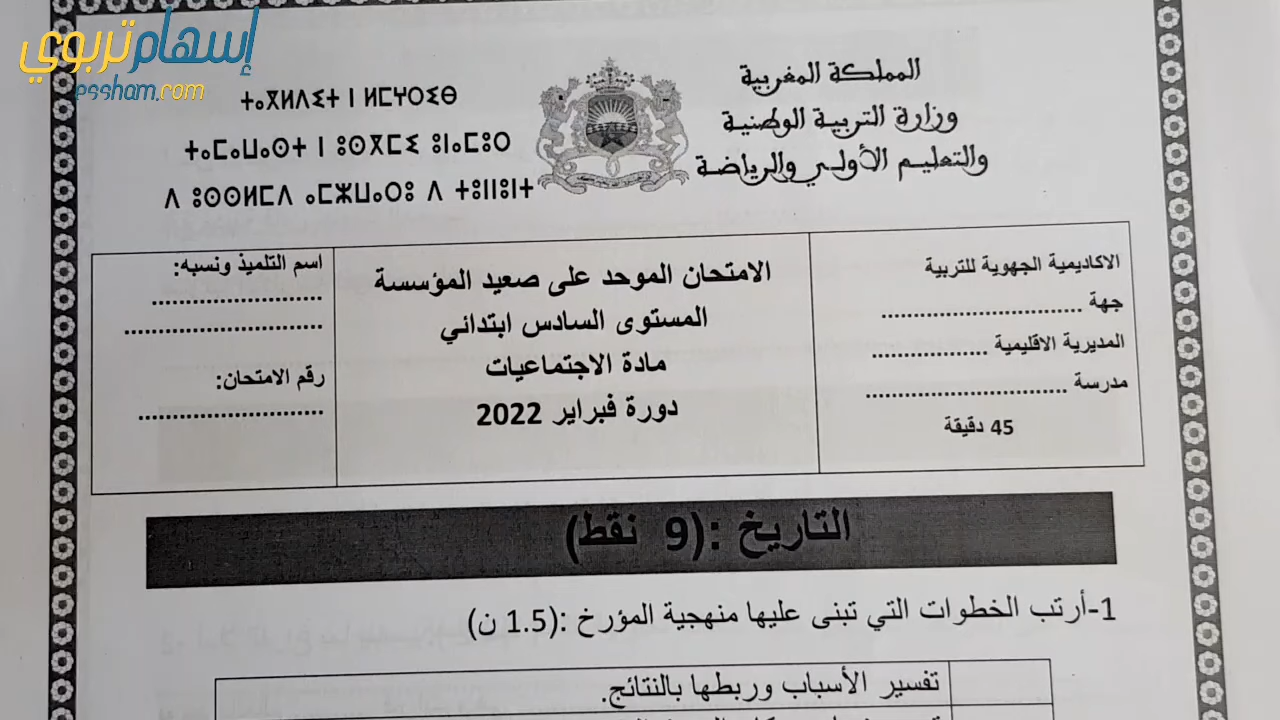 إسهام تربوي
essham.com
المملكة المغربية
وزارة التربية الوطنية
والتعليم الأولي والرياضة
ⵜⴰⴳⵍⴷⵉⵜ ⵏ ⵍⵎⵖⵔⵉⴱ
ⵜⴰⵎⴰⵡⴰⵙⵜ ⵏ ⵓⵙⴳⵎⵉ ⵓⵏⴰⵎⵓⵔ
ⴷ ⵓⵙⵙⵍⵎⴷ ⴰⵎⵣⵡⴰⵔⵓ ⴷ ⵜⵓⵏⵏⵓⵏⵜ
الاكاديمية الجهوية للتربية
جهة ..............................
المديرية الاقليمية .................
مدرسة ..............................
45 دقيقة
الامتحان الموحد على صعيد المؤسسة
المستوى السادس ابتدائي
مادة الاجتماعيات
دورة فبراير 2022
اسم التلميذ ونسبه:
.........................
.............................
رقم الامتحان:
...........................
التاريخ :(9 نقط)
1-أرتب الخطوات التي تبنى عليها منهجية المؤرخ :(1.5 ن)
تفسير الأسباب وربطها بالنتائج.